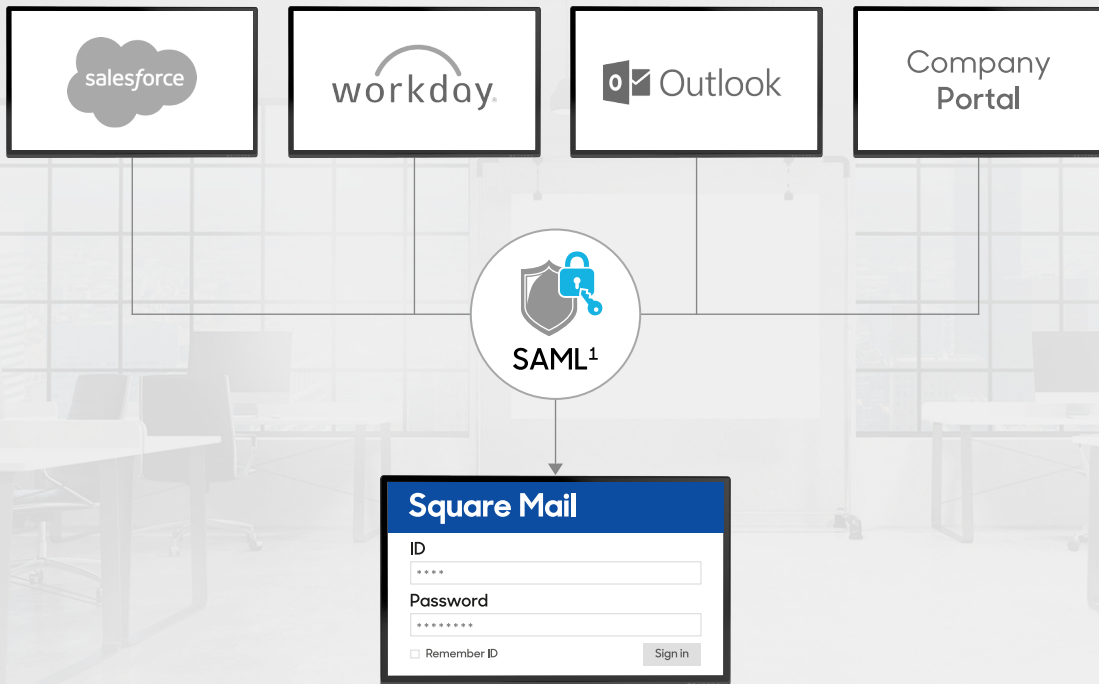 salesforce
workday.
Outlook
Company
Portal
SAML¹
Square Mail
ID
****
Password
********
Remember ID
Sign in